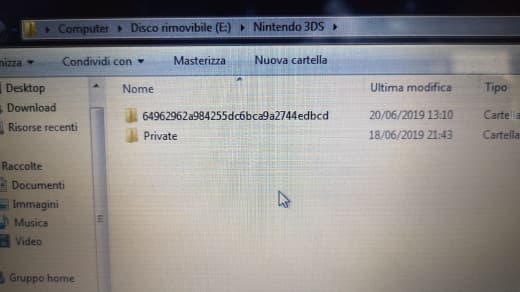 Computer ▸ Disco rimovibile (E:) ▸ Nintendo 3DS ▸
nizza Condividi con Masterizza Nuova cartella
Desktop
Download
Risorse recenti
Raccolte
Documenti
Immagini
Musica
Video
Gruppo home
Nome Ultima modifica Tipo
64962962a984255dc6bca9a2744edbcd 20/06/2019 13:10 Cartella
Private 18/06/2019 21:43 Cartella